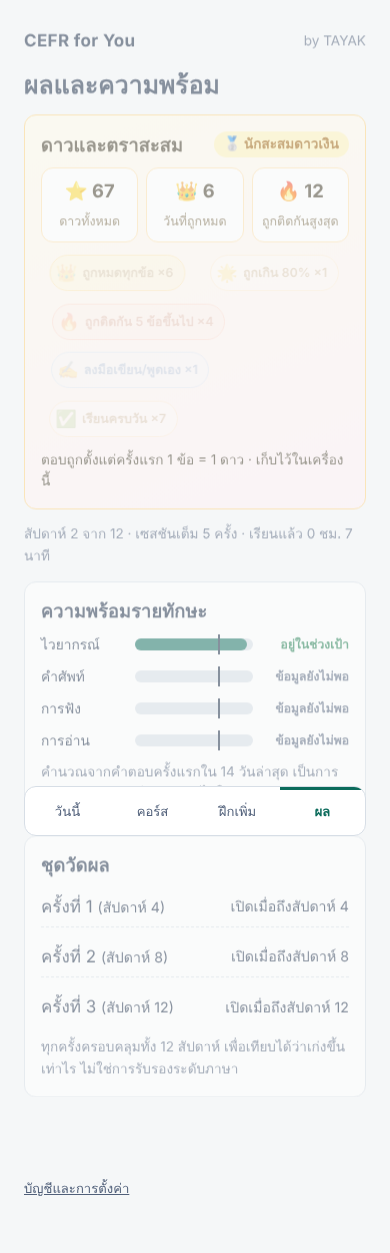 CEFR for You
by TAYAK
ผลและความพร้อม
ดาวและตราสะสม
🥈 นักสะสมดาวเงิน
⭐ 67
ดาวทั้งหมด
👑 6
วันที่ถูกหมด
🔥 12
ถูกติดกันสูงสุด
👑 ถูกหมดทุกข้อ ×6
🌟 ถูกเกิน 80% ×1
🔥 ถูกติดกัน 5 ข้อขึ้นไป ×4
✍️ ลงมือเขียน/พูดเอง ×1
✅ เรียนครบวัน ×7
ตอบถูกตั้งแต่ครั้งแรก 1 ข้อ = 1 ดาว · เก็บไว้ในเครื่อง
นี้
สัปดาห์ 2 จาก 12 · เซสชันเต็ม 5 ครั้ง · เรียนแล้ว 0 ชม. 7
นาที
ความพร้อมรายทักษะ
ไวยากรณ์
อยู่ในช่วงเป้า
คำศัพท์
ข้อมูลยังไม่พอ
การฟัง
ข้อมูลยังไม่พอ
การอ่าน
ข้อมูลยังไม่พอ
คำนวณจากคำตอบครั้งแรกใน 14 วันล่าสุด เป็นการ
วันนี้
คอร์ส
ฝึกเพิ่ม
ผล
ชุดวัดผล
ครั้งที่ 1 (สัปดาห์ 4)
เปิดเมื่อถึงสัปดาห์ 4
ครั้งที่ 2 (สัปดาห์ 8)
เปิดเมื่อถึงสัปดาห์ 8
ครั้งที่ 3 (สัปดาห์ 12)
เปิดเมื่อถึงสัปดาห์ 12
ทุกครั้งครอบคลุมทั้ง 12 สัปดาห์ เพื่อเทียบได้ว่าเก่งขึ้น
เท่าไร ไม่ใช่การรับรองระดับภาษา
บัญชีและการตั้งค่า